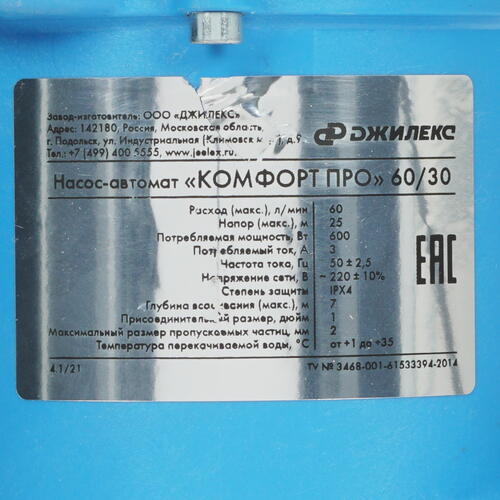 Завод-изготовитель: ООО «ДЖИЛЕКС»
Адрес: 142180, Россия, Московская область,
г. Подольск, ул. Индустриальная (Климовск м ), д.9
Тел.: +7 (499) 400 5555, www.jeelex.ru
ДЖИЛЕКС
Насос-автомат «КОМФОРТ ПРО» 60/30
Расход (макс.), л/мин 60
Напор (макс.), м 25
Потребляемая мощность, Вт 600
Потребляемый ток, А 3
Частота тока, Гц 50 ± 2,5
Напряжение сети, В ~ 220 ± 10%
Степень защиты IPX4
Глубина всасывания (макс.), м 7
Присоединительный размер, дюйм 1
Максимальный размер пропускаемых частиц, мм 2
Температура перекачиваемой воды, °С от +1 до +35
ЕАС
4.1/21
TV № 3468-001-61533394-2014